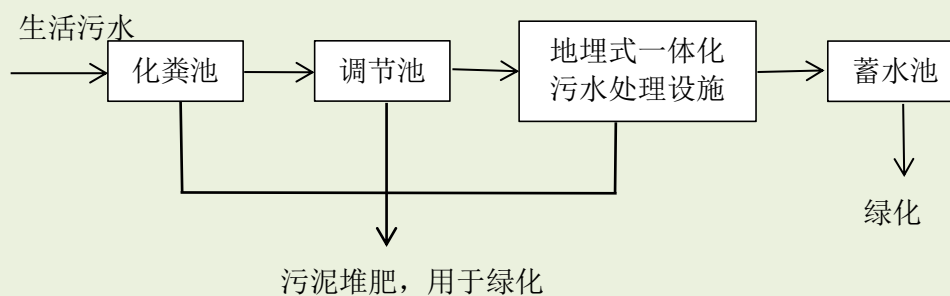 生活污水
化粪池
调节池
地埋式一体化
污水处理设施
蓄水池
绿化
污泥堆肥，用于绿化